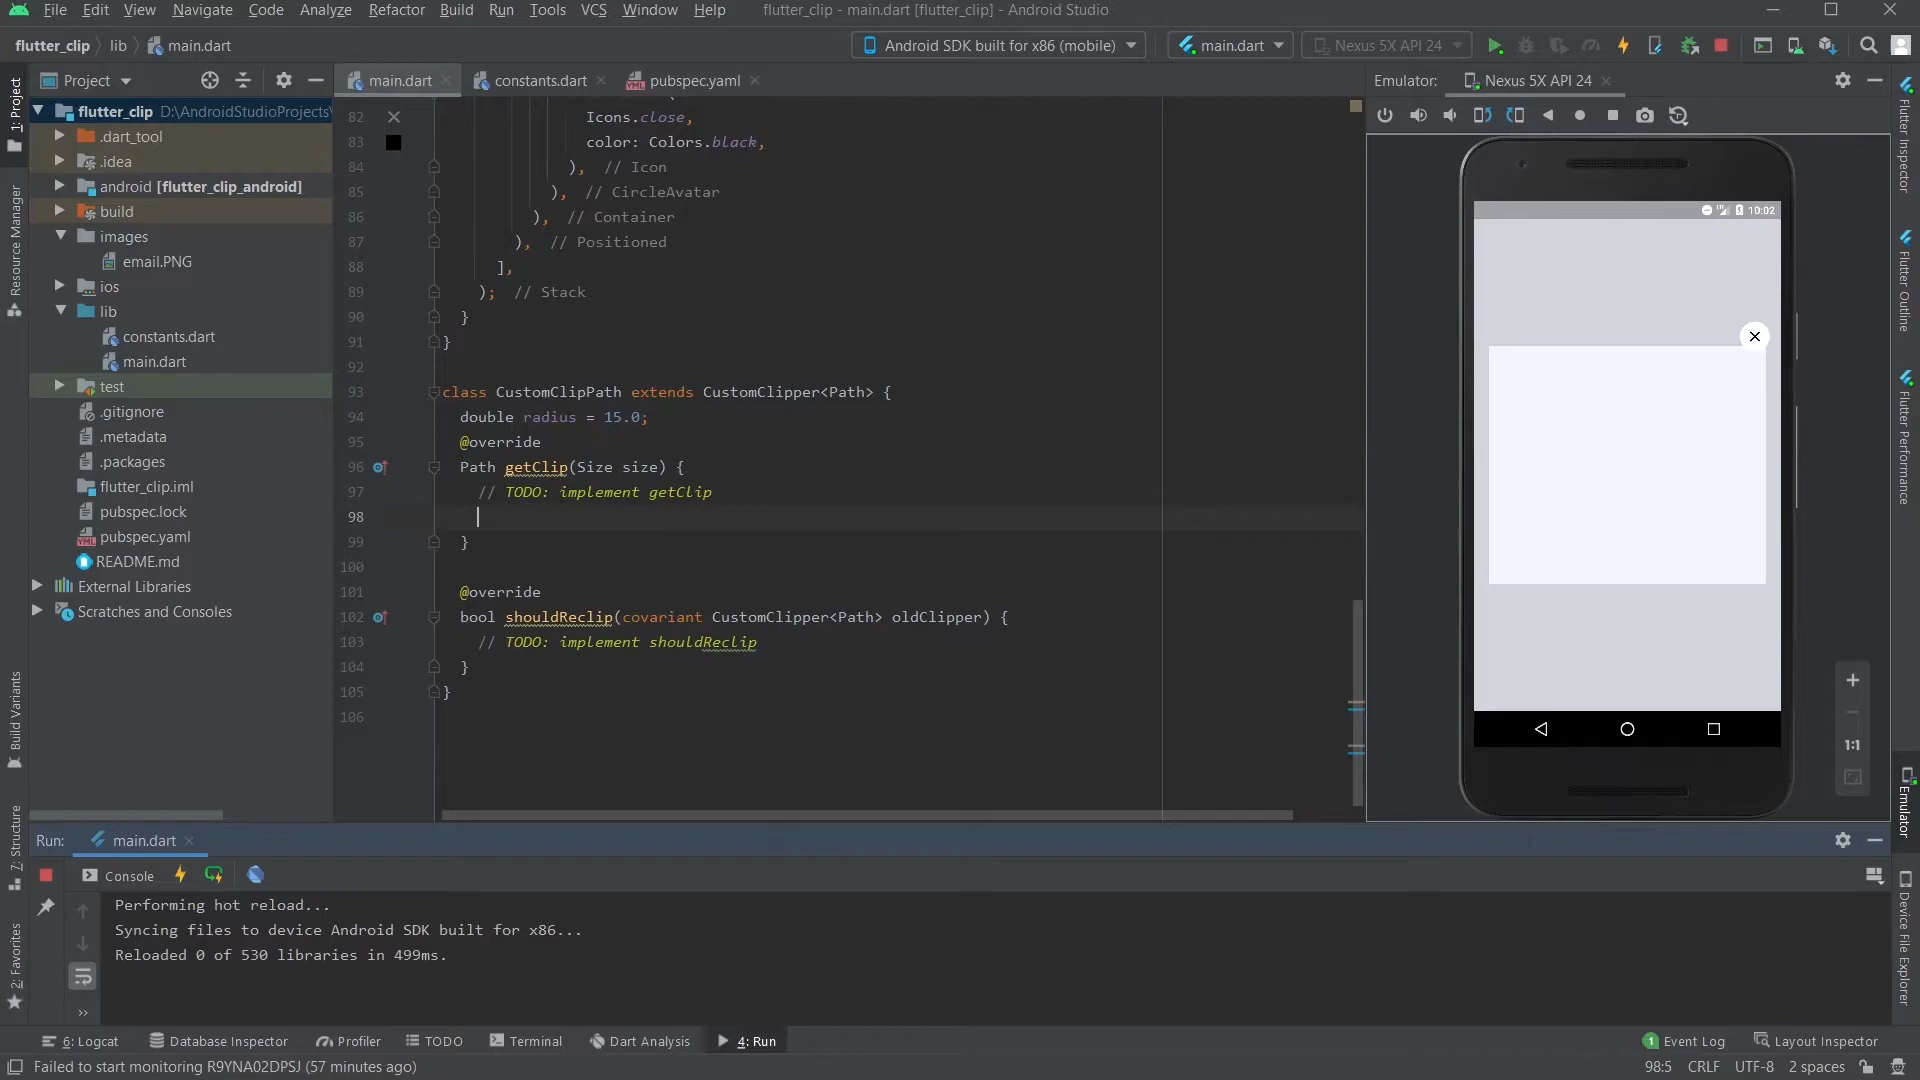 File Edit View Navigate Code Analyze Refactor Build Run Tools VCS Window Help flutter_clip - main.dart [flutter_clip] - Android Studio
flutter_clip lib main.dart Android SDK built for x86 (mobile) main.dart Nexus 5X API 24
1: Project
Resource Manager
Build Variants
7: Structure
2: Favorites
Project
flutter_clip D:\AndroidStudioProjects\
.dart_tool
.idea
android [flutter_clip_android]
build
images
email.PNG
ios
lib
constants.dart
main.dart
test
.gitignore
.metadata
.packages
flutter_clip.iml
pubspec.lock
pubspec.yaml
README.md
External Libraries
Scratches and Consoles
main.dart constants.dart pubspec.yaml
82 Icons.close,
83 color: Colors.black,
84 ), // Icon
85 ), // CircleAvatar
86 ), // Container
87 ), // Positioned
88 ],
89 ); // Stack
90 }
91 }
92
93 class CustomClipPath extends CustomClipper<Path> {
94 double radius = 15.0;
95 @override
96 Path getClip(Size size) {
97 // TODO: implement getClip
98
99 }
100
101 @override
102 bool shouldReclip(covariant CustomClipper<Path> oldClipper) {
103 // TODO: implement shouldReclip
104 }
105 }
106
Emulator: Nexus 5X API 24
10:02
1:1
Flutter Inspector
Flutter Outline
Flutter Performance
Emulator
Device File Explorer
Run: main.dart
Console
Performing hot reload...
Syncing files to device Android SDK built for x86...
Reloaded 0 of 530 libraries in 499ms.
6: Logcat Database Inspector Profiler TODO Terminal Dart Analysis 4: Run 1 Event Log Layout Inspector
Failed to start monitoring R9YNA02DPSJ (57 minutes ago) 98:5 CRLF UTF-8 2 spaces